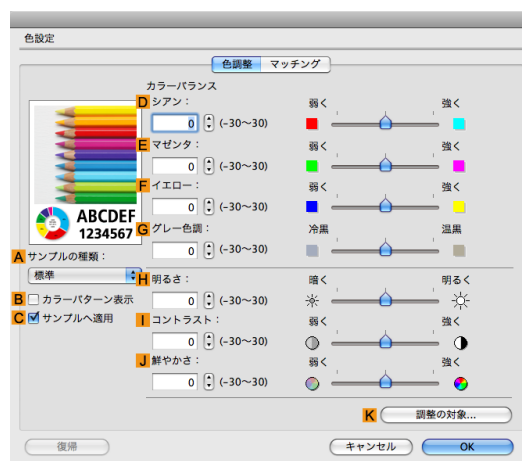 色設定
色調整 マッチング
カラーバランス
D シアン：
弱く 強く
0 (-30～30)
E マゼンタ：
弱く 強く
0 (-30～30)
F イエロー：
弱く 強く
0 (-30～30)
ABCDEF
1234567
G グレー色調：
冷黒 温黒
0 (-30～30)
A サンプルの種類：
標準
H 明るさ：
暗く 明るく
0 (-30～30)
B カラーパターン表示
C サンプルへ適用
I コントラスト：
弱く 強く
0 (-30～30)
J 鮮やかさ：
弱く 強く
0 (-30～30)
K 調整の対象...
復帰 キャンセル OK